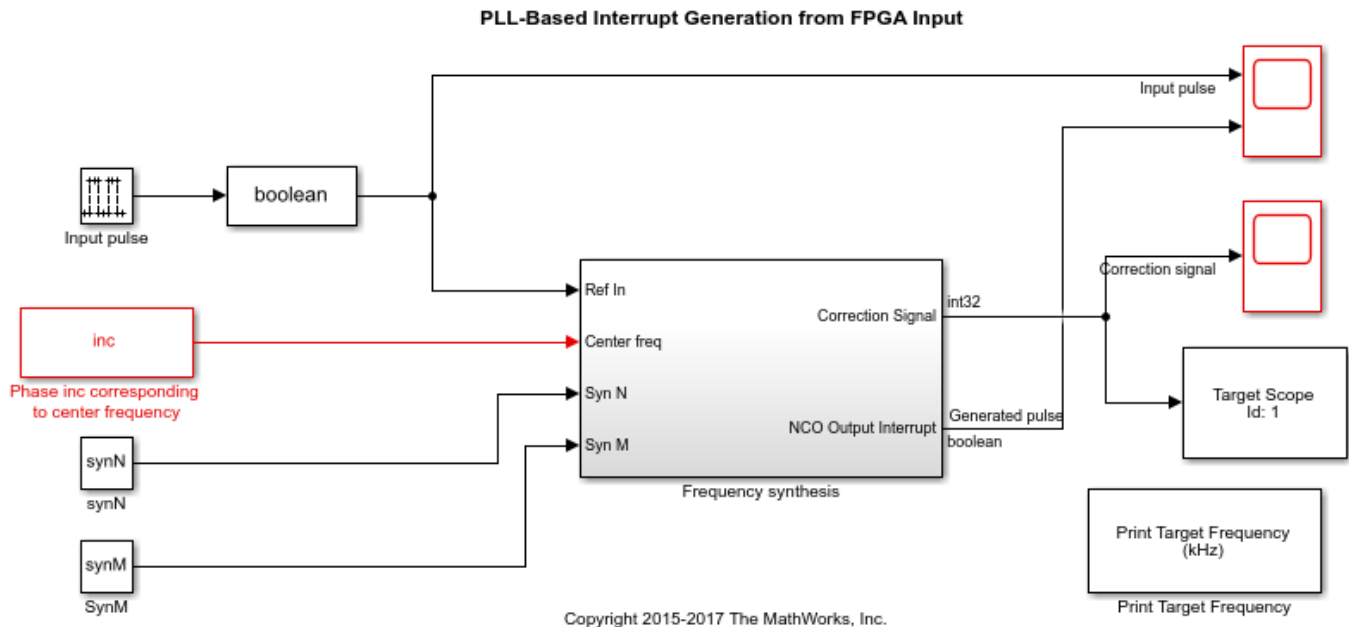 PLL-Based Interrupt Generation from FPGA Input
Input pulse
boolean
Input pulse
Ref In
Correction signal
int32
Correction Signal
inc
Center freq
Phase inc corresponding
to center frequency
Syn N
Target Scope
Id: 1
Generated pulse
NCO Output Interrupt
boolean
Syn M
synN
synN
Frequency synthesis
Print Target Frequency
(kHz)
synM
SynM
Print Target Frequency
Copyright 2015-2017 The MathWorks, Inc.